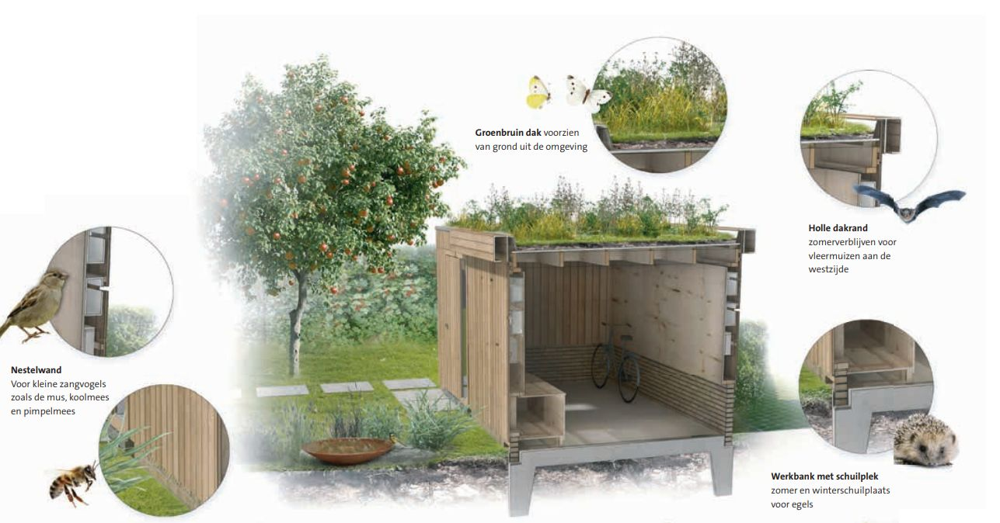 Groenbruin dak voorzien
van grond uit de omgeving
Holle dakrand
zomerverblijven voor
vleermuizen aan de
westzijde
Nestelwand
Voor kleine zangvogels
zoals de mus, koolmees
en pimpelmees
Werkbank met schuilplek
zomer en winterschuilplaats
voor egels